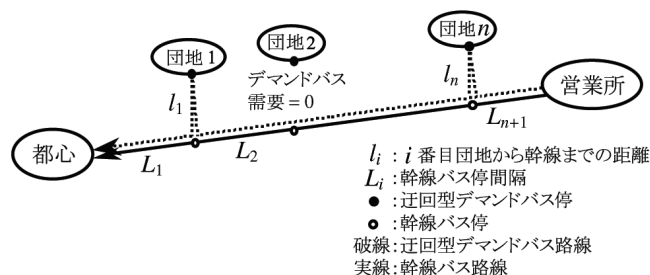 団地1
団地2
団地n
デマンドバス
需要=0
l1
ln
営業所
Ln+1
都心
L1
L2
li:i番目団地から幹線までの距離
Li:幹線バス停間隔
●:迂回型デマンドバス停
○:幹線バス停
破線:迂回型デマンドバス路線
実線:幹線バス路線